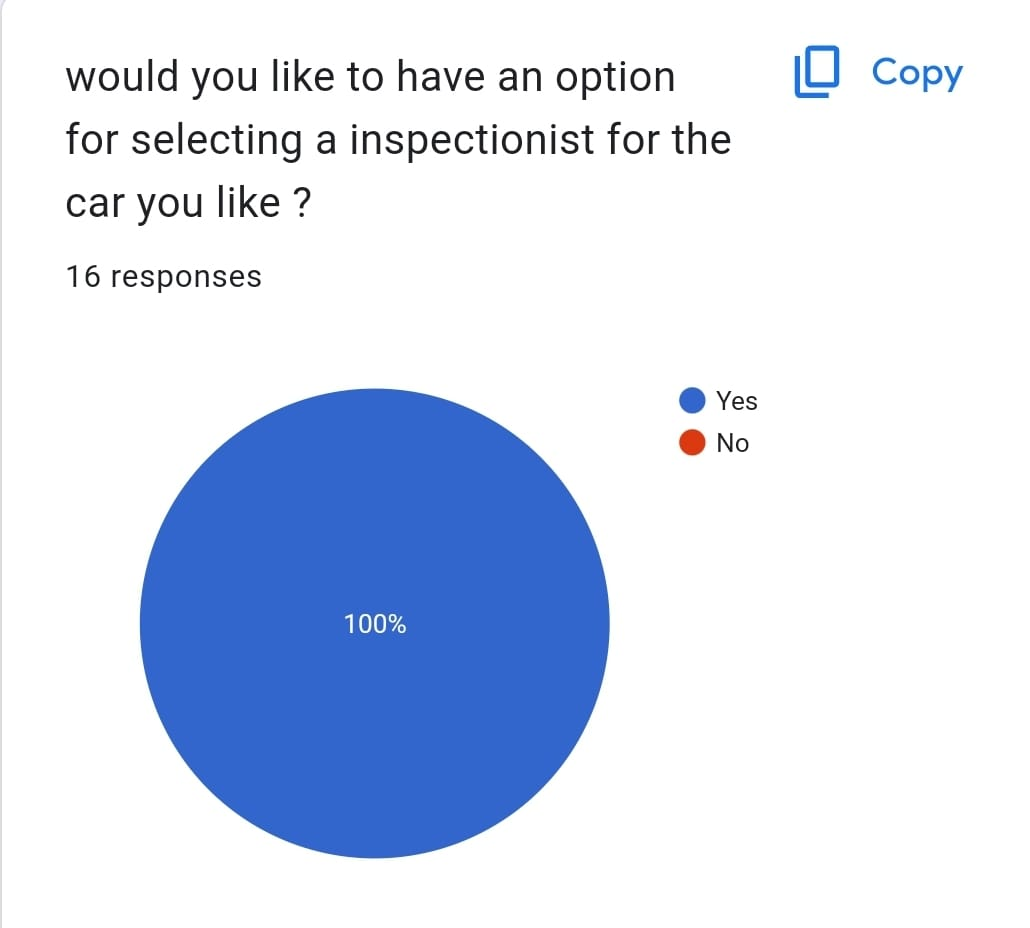 would you like to have an option
for selecting a inspectionist for the
car you like ?
Copy
16 responses
Yes
No
100%